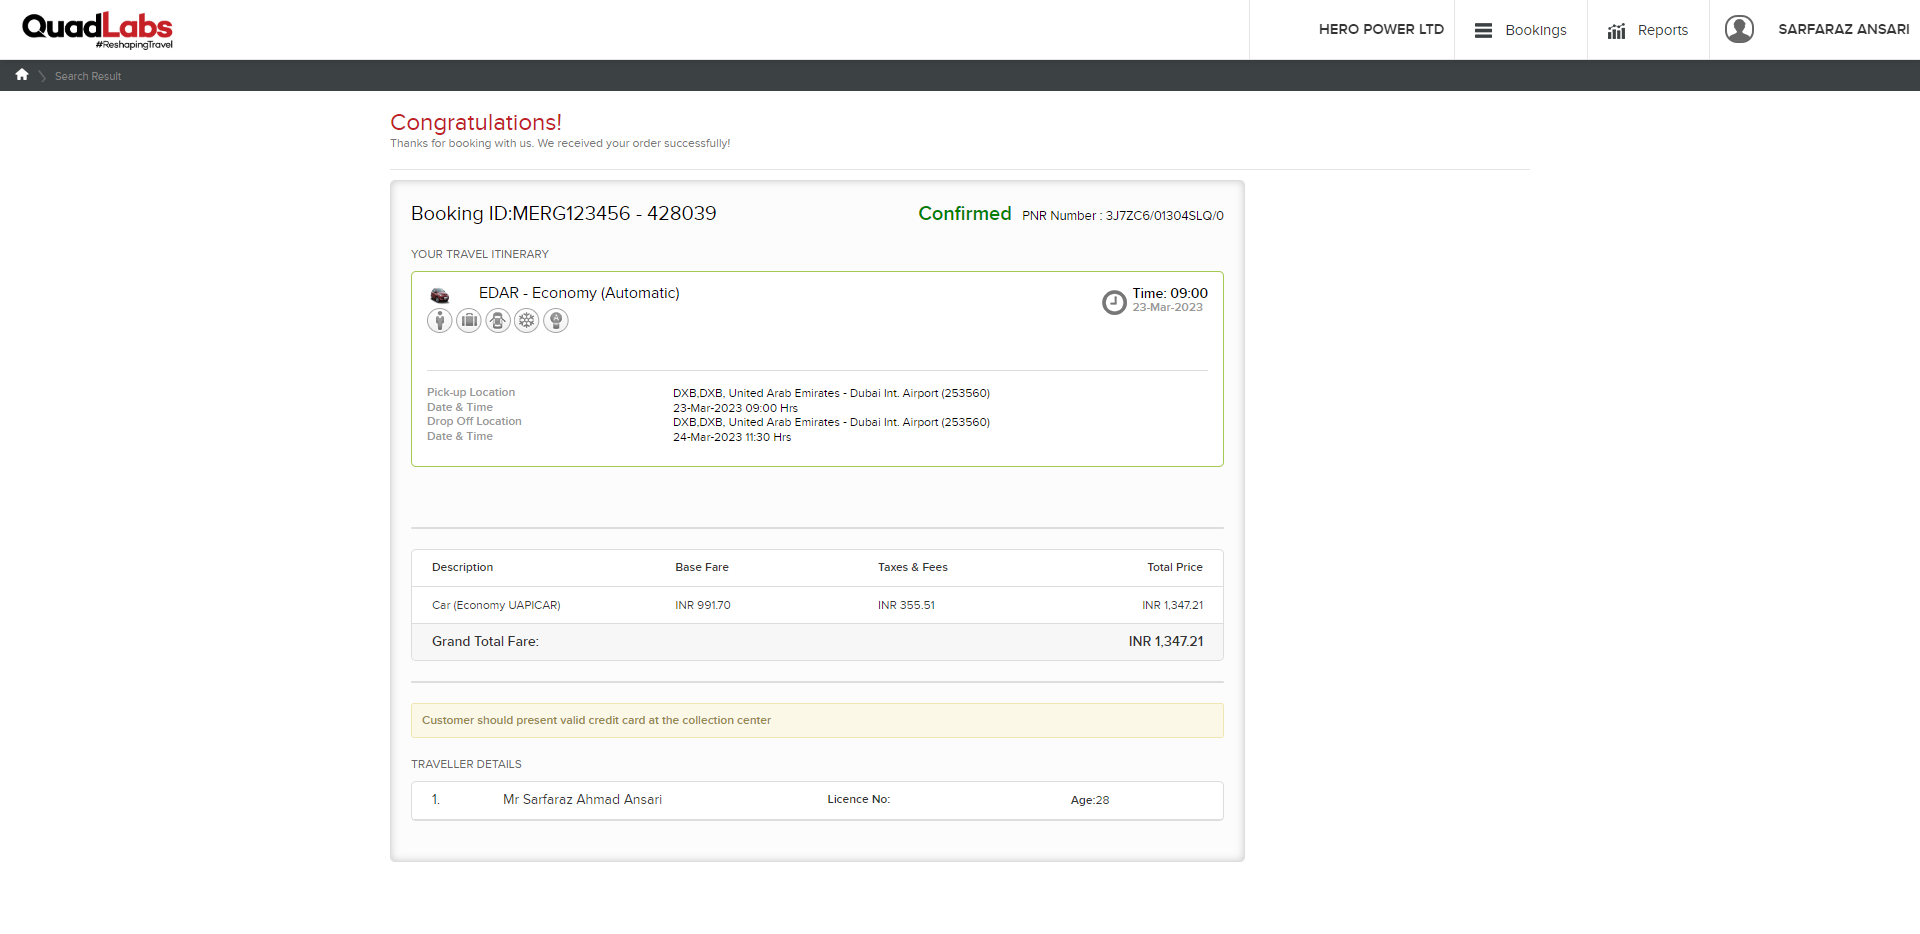 QuadLabs
#ReshapingTravel
HERO POWER LTD
Bookings
Reports
SARFARAZ ANSARI
Search Result
Congratulations!
Thanks for booking with us. We received your order successfully!
Booking ID:MERG123456 - 428039
Confirmed PNR Number : 3J7ZC6/01304SLQ/0
YOUR TRAVEL ITINERARY
EDAR - Economy (Automatic)
Time: 09:00
23-Mar-2023
A
Pick-up Location DXB,DXB, United Arab Emirates - Dubai Int. Airport (253560)
Date & Time 23-Mar-2023 09:00 Hrs
Drop Off Location DXB,DXB, United Arab Emirates - Dubai Int. Airport (253560)
Date & Time 24-Mar-2023 11:30 Hrs
Description Base Fare Taxes & Fees Total Price
Car (Economy UAPICAR) INR 991.70 INR 355.51 INR 1,347.21
Grand Total Fare: INR 1,347.21
Customer should present valid credit card at the collection center
TRAVELLER DETAILS
1. Mr Sarfaraz Ahmad Ansari Licence No: Age:28